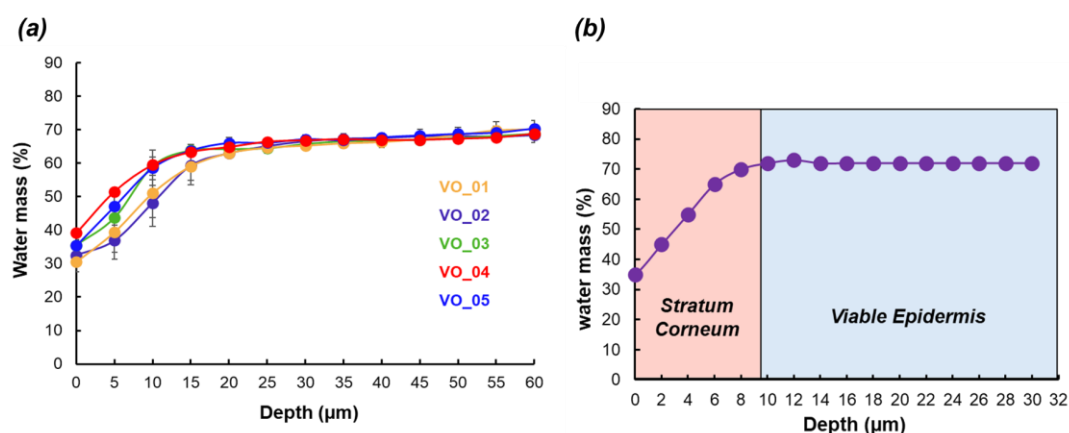 (a)
90
80
70
60
50
40
30
20
10
0
Water mass (%)
0 5 10 15 20 25 30 35 40 45 50 55 60
Depth (µm)
VO_01
VO_02
VO_03
VO_04
VO_05
(b)
90
80
70
60
50
40
30
20
10
0
water mass (%)
Stratum
Corneum
Viable Epidermis
0 2 4 6 8 10 12 14 16 18 20 22 24 26 28 30 32
Depth (µm)